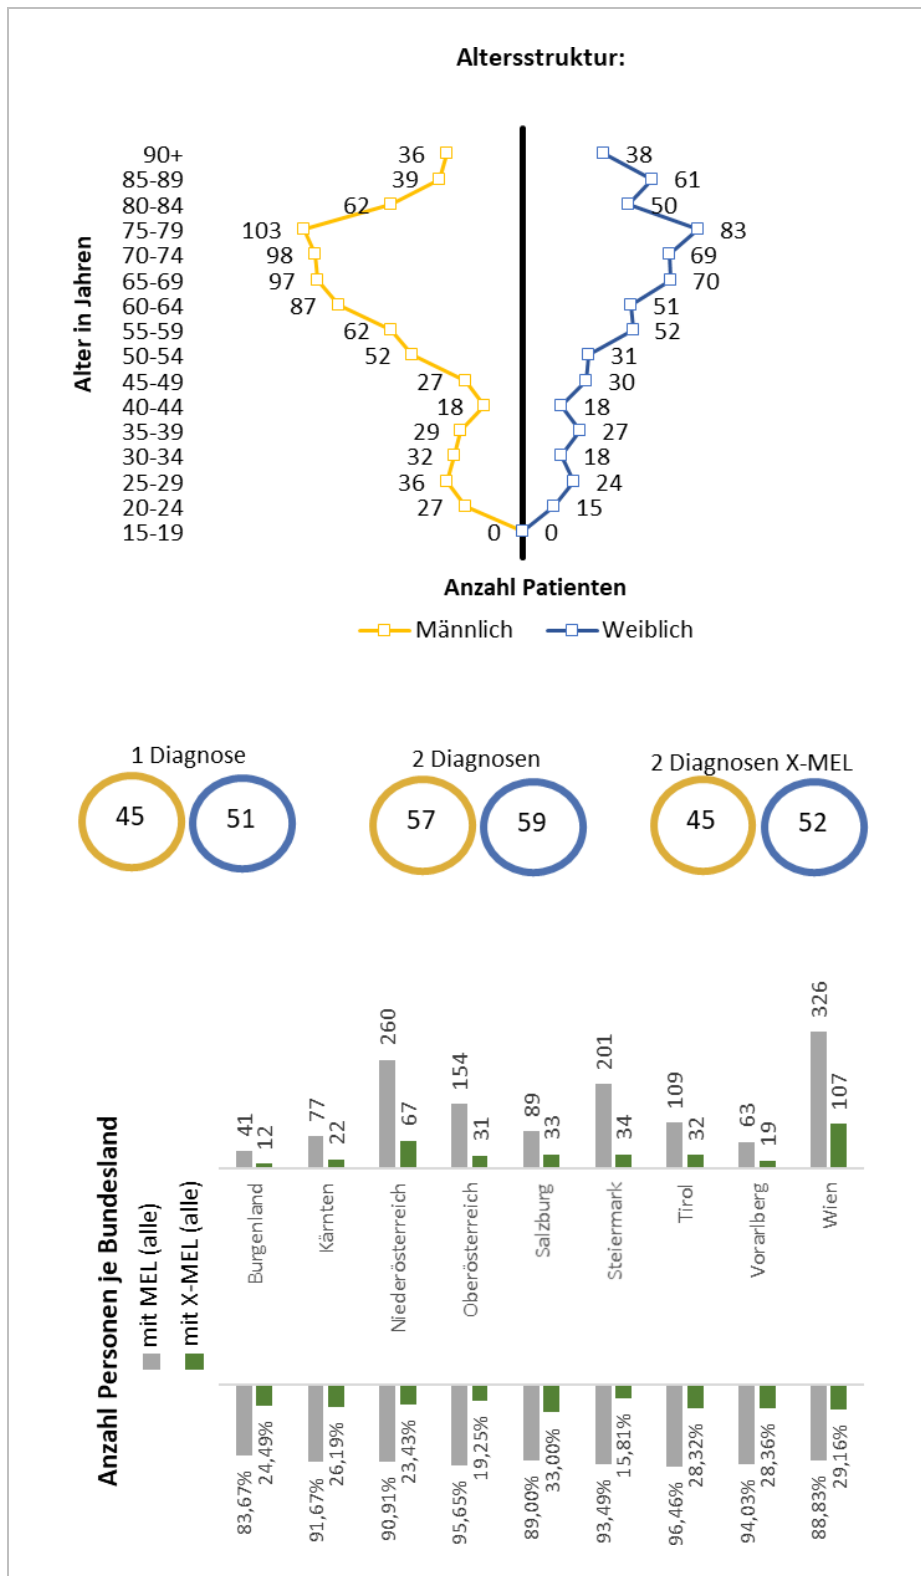 Altersstruktur:
Alter in Jahren
90+ 36 38
85-89 39 61
80-84 62 50
75-79 103 83
70-74 98 69
65-69 97 70
60-64 87 51
55-59 62 52
50-54 52 31
45-49 27 30
40-44 18 18
35-39 29 27
30-34 32 18
25-29 36 24
20-24 27 15
15-19 0 0
Anzahl Patienten
Männlich Weiblich
1 Diagnose 2 Diagnosen 2 Diagnosen X-MEL
45 51 57 59 45 52
Anzahl Personen je Bundesland
mit MEL (alle)
mit X-MEL (alle)
41 12 77 22 260 67 154 31 89 33 201 34 109 32 63 19 326 107
Burgenland Kärnten Niederösterreich Oberösterreich Salzburg Steiermark Tirol Vorarlberg Wien
83,67% 24,49% 91,67% 26,19% 90,91% 23,43% 95,65% 19,25% 89,00% 33,00% 93,49% 15,81% 96,46% 28,32% 94,03% 28,36% 88,83% 29,16%